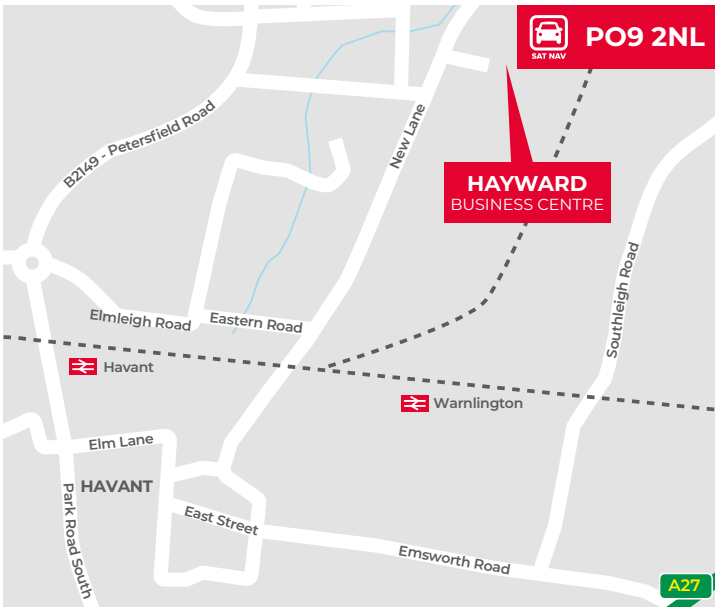 SAT NAV
PO9 2NL
B2149 - Petersfield Road
New Lane
HAYWARD
BUSINESS CENTRE
Southleigh Road
Elmleigh Road
Eastern Road
Havant
Warnlington
Elm Lane
HAVANT
Park Road South
East Street
Emsworth Road
A27